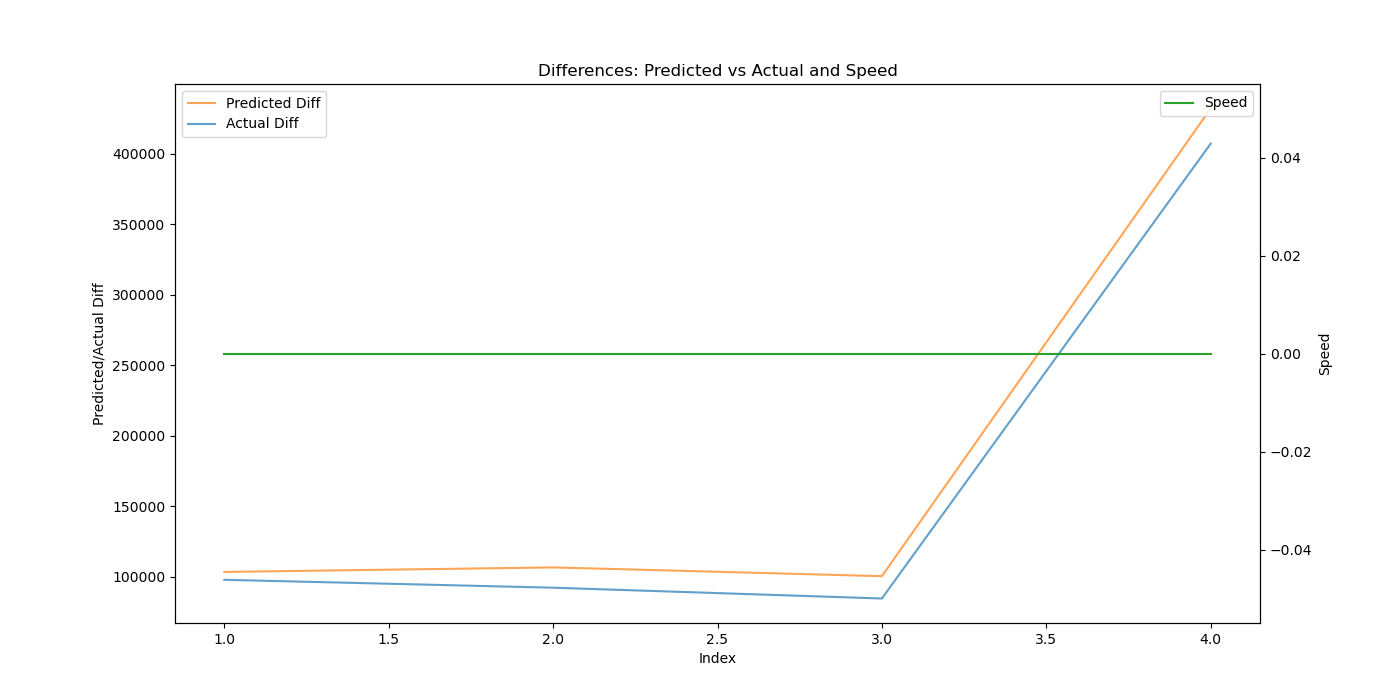 Differences: Predicted vs Actual and Speed
Predicted Diff
Actual Diff
Speed
400000
350000
300000
250000
200000
150000
100000
Predicted/Actual Diff
0.04
0.02
0.00
−0.02
−0.04
Speed
1.0 1.5 2.0 2.5 3.0 3.5 4.0
Index